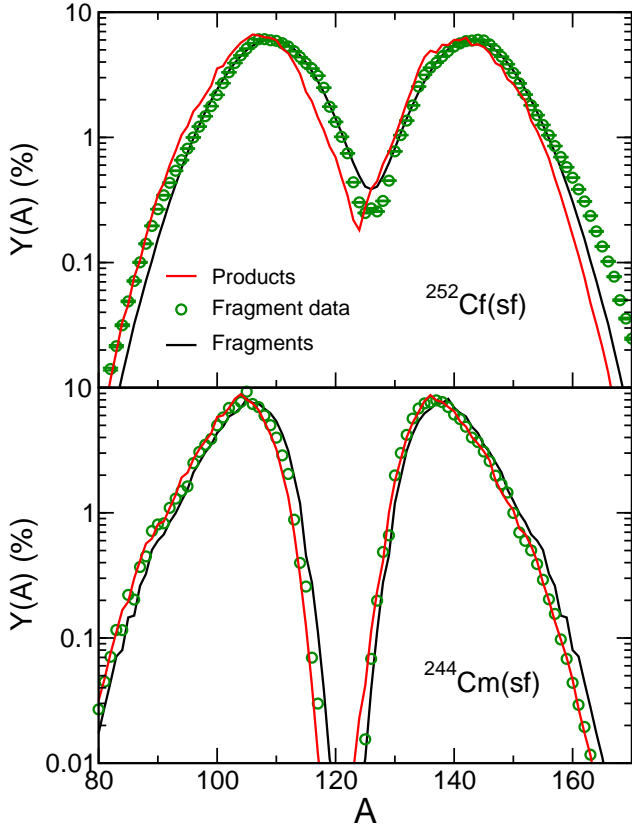 10
1
0.1
Y(A) (%)
Products
Fragment data
Fragments
²⁵²Cf(sf)
10
1
0.1
0.01
Y(A) (%)
²⁴⁴Cm(sf)
80 100 120 140 160
A